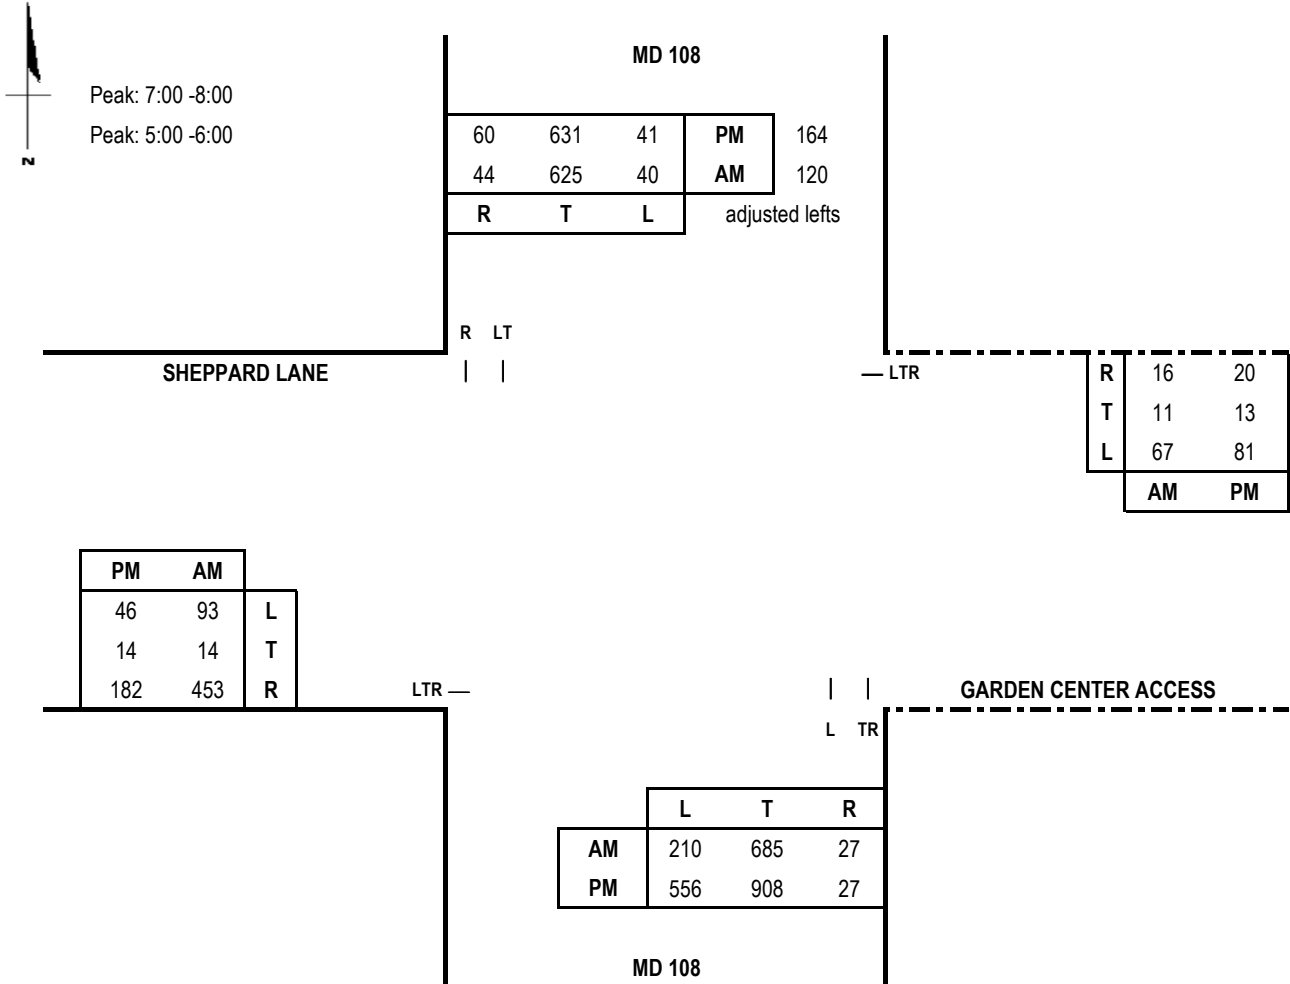 MD 108
Peak: 7:00 -8:00
Peak: 5:00 -6:00
N
60 631 41 PM 164
44 625 40 AM 120
R T L adjusted lefts
R LT
SHEPPARD LANE
LTR
R 16 20
T 11 13
L 67 81
AM PM
PM AM
46 93 L
14 14 T
182 453 R
LTR
GARDEN CENTER ACCESS
L TR
L T R
AM 210 685 27
PM 556 908 27
MD 108